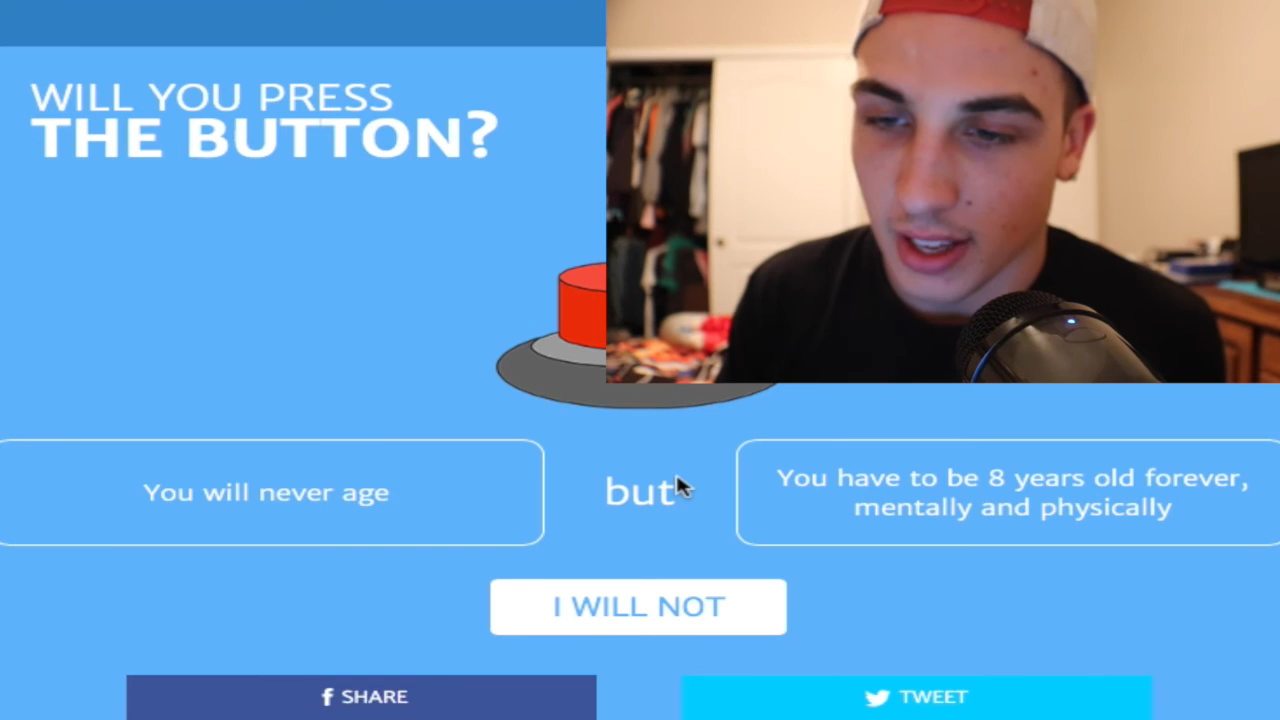 WILL YOU PRESS
THE BUTTON?
You will never age
but
You have to be 8 years old forever,
mentally and physically
I WILL NOT
f SHARE
TWEET